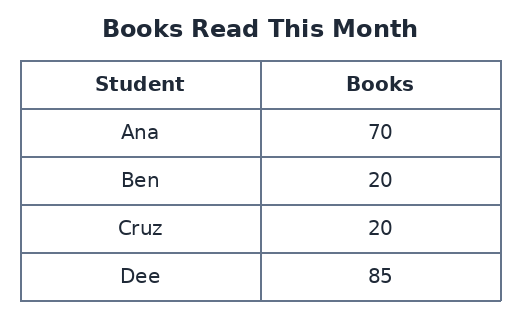 Books Read This Month
Student Books
Ana 70
Ben 20
Cruz 20
Dee 85